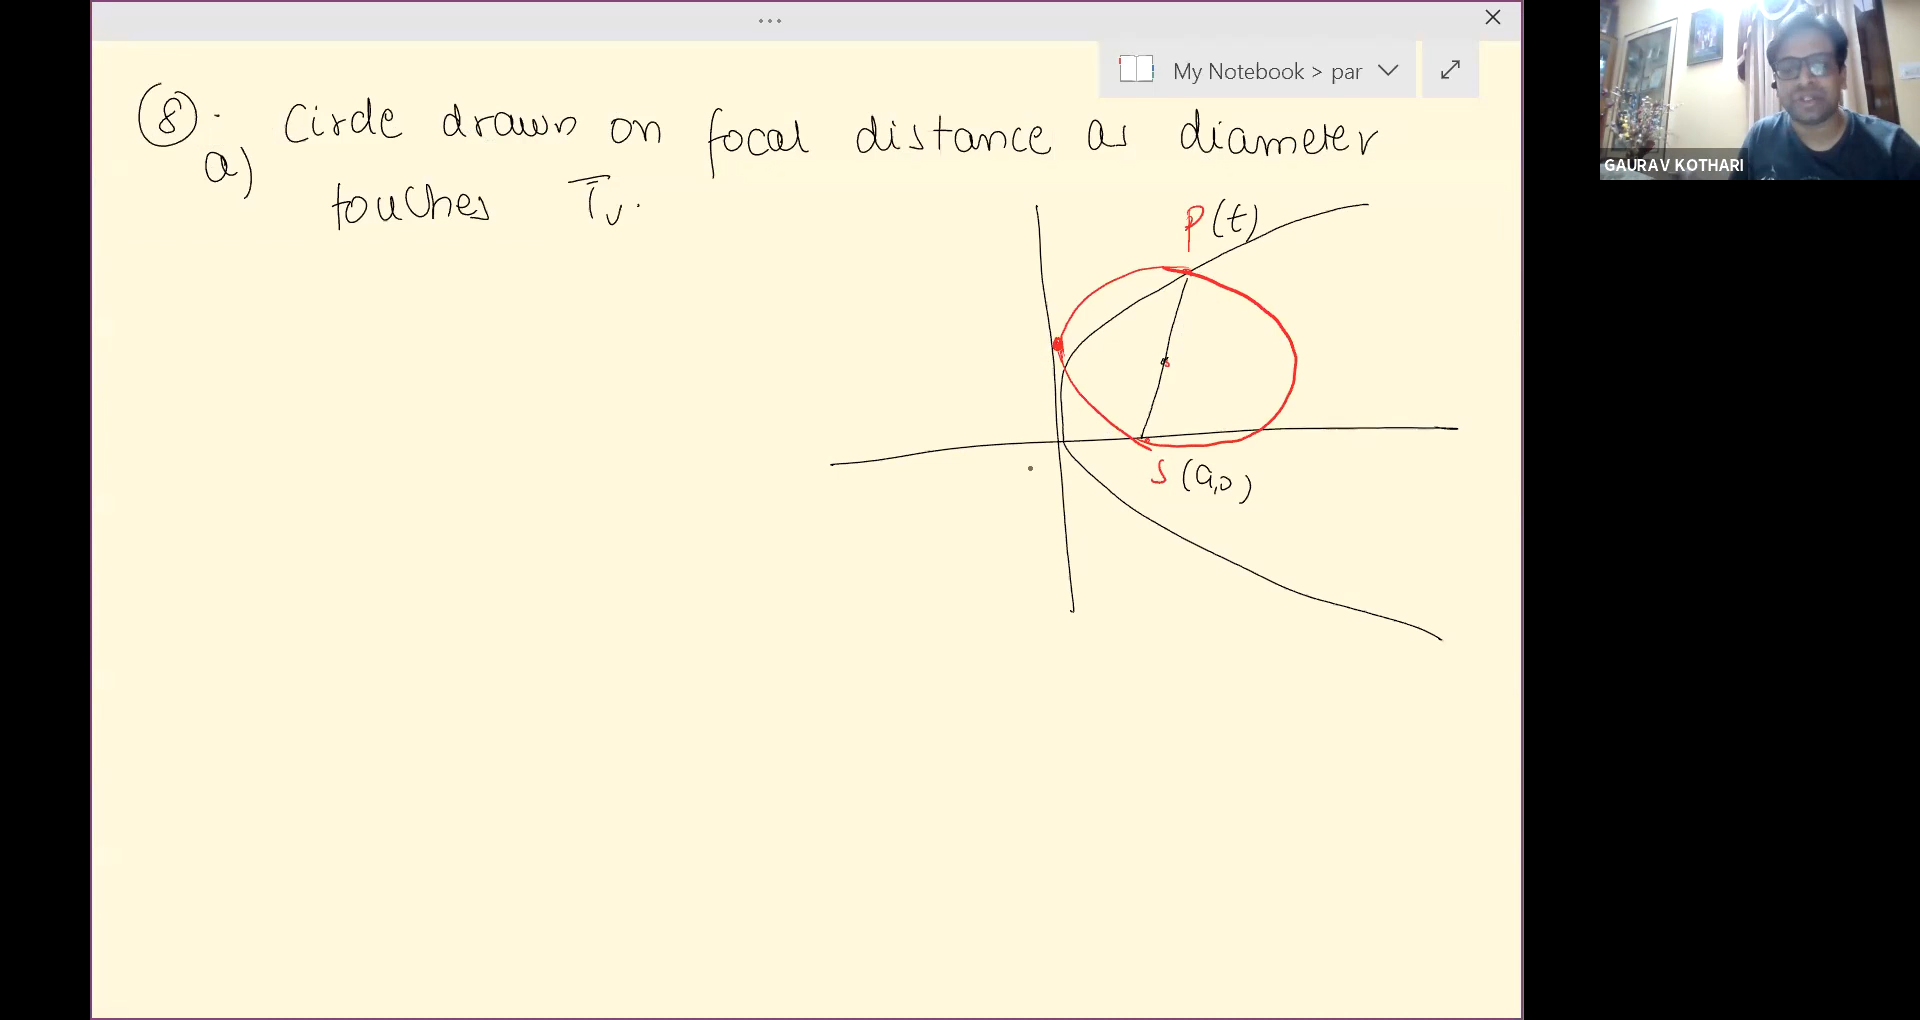 My Notebook > par
GAURAV KOTHARI
(8). Circle drawn on focal distance as diameter
a) touches Tv.
P(t)
S (a,0)